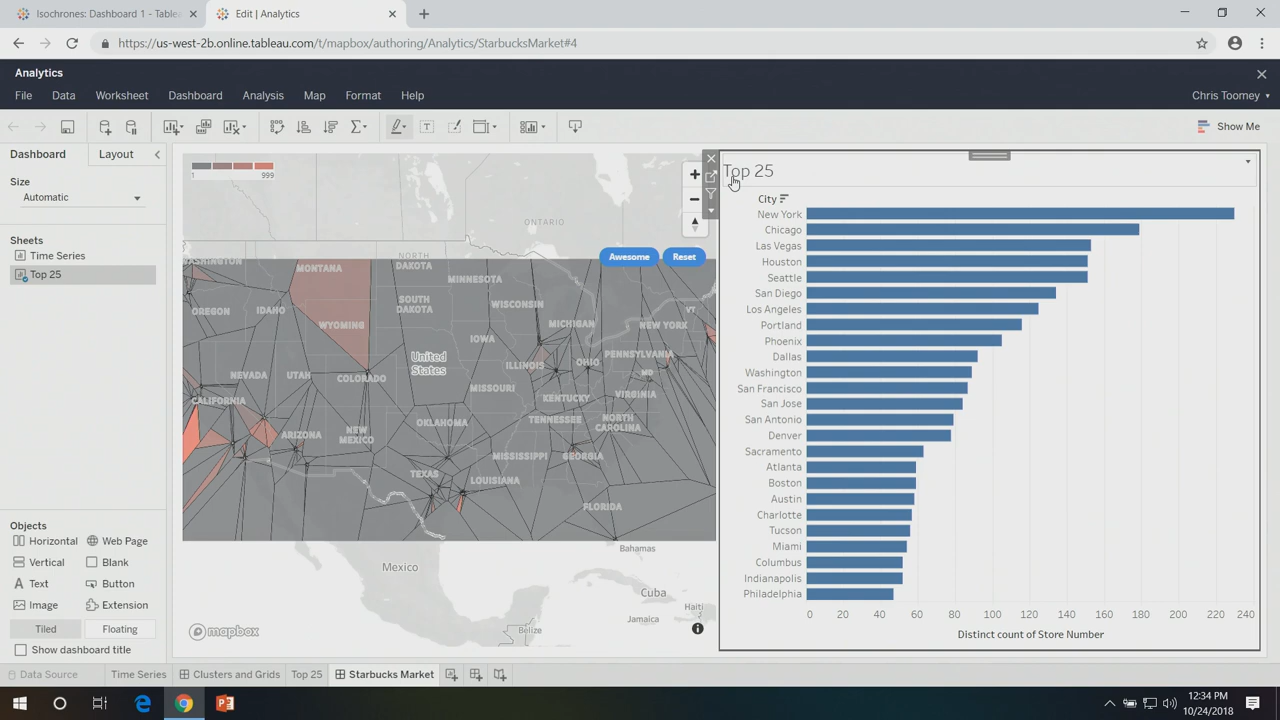 Isochrones: Dashboard 1 - Table
Edit | Analytics
https://us-west-2b.online.tableau.com/t/mapbox/authoring/Analytics/StarbucksMarket#4
Analytics
File Data Worksheet Dashboard Analysis Map Format Help
Chris Toomey
Show Me
Dashboard Layout
Size
Automatic
Sheets
Time Series
Top 25
Objects
Horizontal Web Page
Vertical Blank
Text Button
Image Extension
Tiled Floating
Show dashboard title
1 999
ONTARIO
Awesome Reset
WASHINGTON
MONTANA
NORTH
DAKOTA
MINNESOTA
OREGON
IDAHO
SOUTH
DAKOTA
WISCONSIN
VT
WYOMING
MICHIGAN
NEW YORK
IOWA
United
States
ILLINOIS
OHIO
PENNSYLVANIA
NEVADA
UTAH
COLORADO
MD
MISSOURI
KENTUCKY
VIRGINIA
CALIFORNIA
ARIZONA
NEW
MEXICO
OKLAHOMA
TENNESSEE
NORTH
CAROLINA
MISSISSIPPI
GEORGIA
TEXAS
LOUISIANA
FLORIDA
Mexico
Bahamas
Cuba
Haiti
Jamaica
Belize
mapbox
Top 25
City
New York
Chicago
Las Vegas
Houston
Seattle
San Diego
Los Angeles
Portland
Phoenix
Dallas
Washington
San Francisco
San Jose
San Antonio
Denver
Sacramento
Atlanta
Boston
Austin
Charlotte
Tucson
Miami
Columbus
Indianapolis
Philadelphia
0 20 40 60 80 100 120 140 160 180 200 220 240
Distinct count of Store Number
Data Source Time Series Clusters and Grids Top 25 Starbucks Market
12:34 PM
10/24/2018